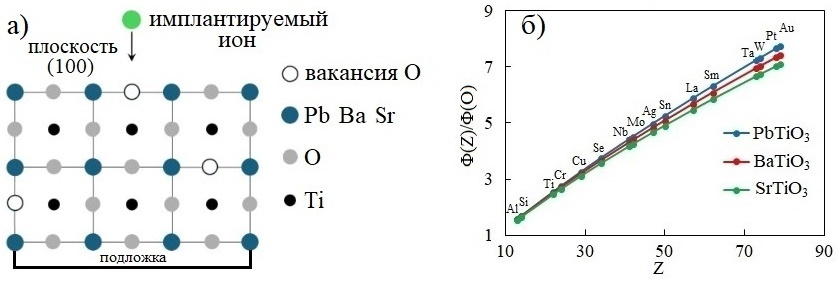 а)
имплантируемый
ион
плоскость
(100)
вакансия O
Pb Ba Sr
O
Ti
подложка
б)
Φ(Z)/Φ(O)
9
7
5
3
1
10
30
50
70
90
Z
Al
Si
Ti
Cr
Cu
Se
Nb
Mo
Ag
Sn
La
Sm
Ta
W
Pt
Au
PbTiO₃
BaTiO₃
SrTiO₃